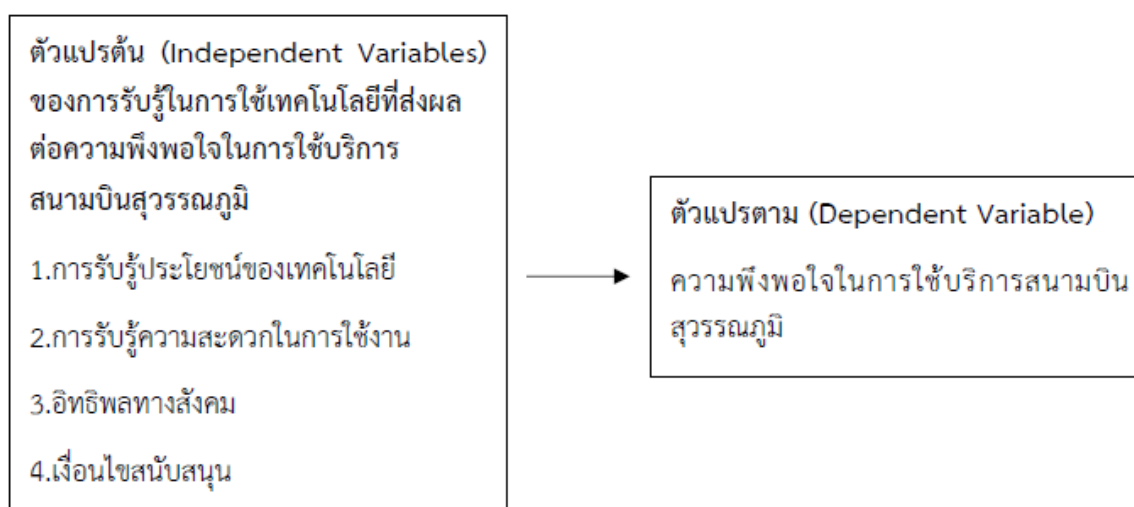 ตัวแปรต้น (Independent Variables)
ของการรับรู้ในการใช้เทคโนโลยีที่ส่งผล
ต่อความพึงพอใจในการใช้บริการ
สนามบินสุวรรณภูมิ
1.การรับรู้ประโยชน์ของเทคโนโลยี
2.การรับรู้ความสะดวกในการใช้งาน
3.อิทธิพลทางสังคม
4.เงื่อนไขสนับสนุน
ตัวแปรตาม (Dependent Variable)
ความพึงพอใจในการใช้บริการสนามบิน
สุวรรณภูมิ